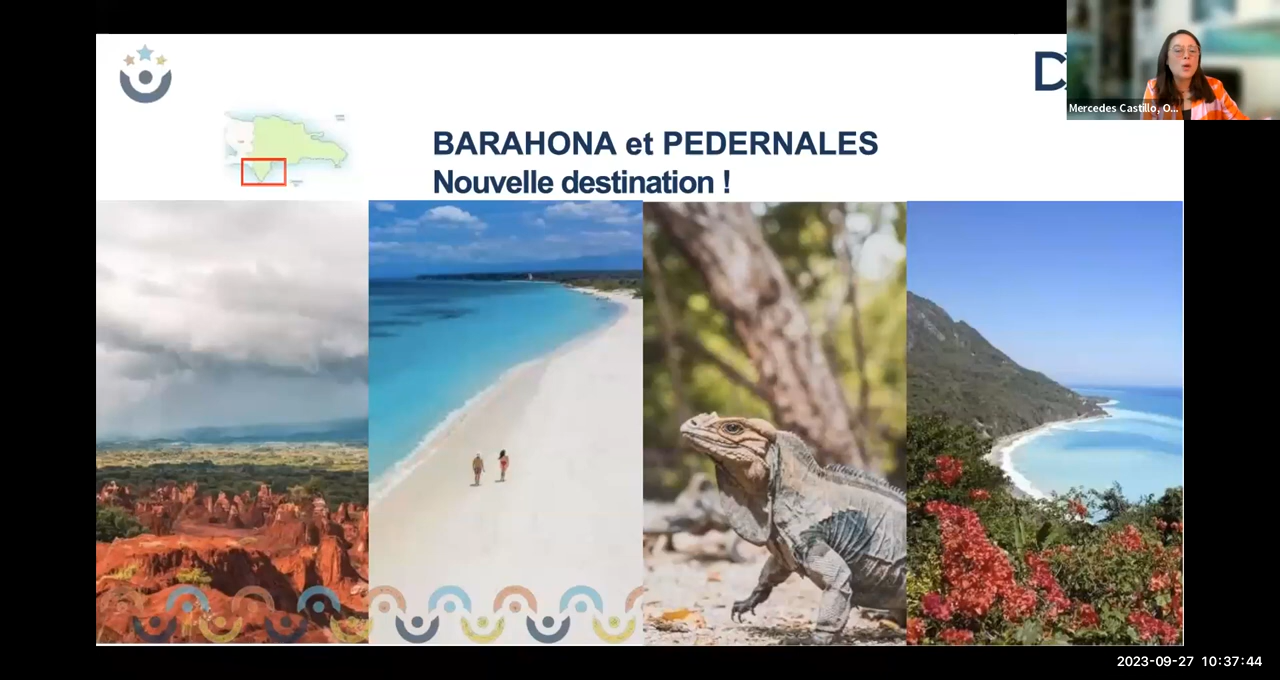 BARAHONA et PEDERNALES
Nouvelle destination !
Mercedes Castillo, O...
2023-09-27 10:37:44